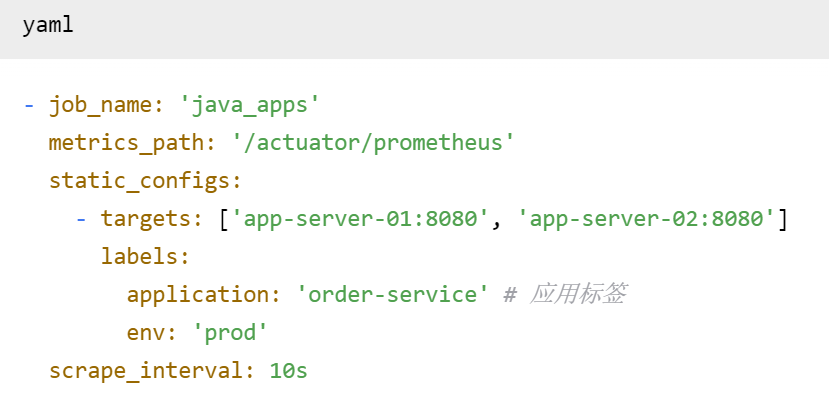 yaml
- job_name: 'java_apps'
  metrics_path: '/actuator/prometheus'
  static_configs:
    - targets: ['app-server-01:8080', 'app-server-02:8080']
      labels:
        application: 'order-service' # 应用标签
        env: 'prod'
  scrape_interval: 10s